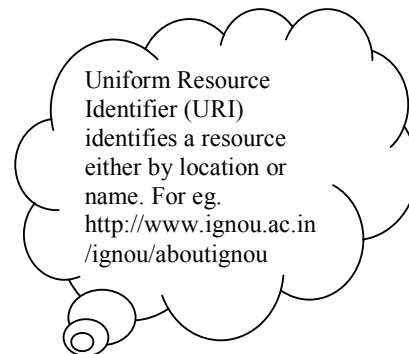 Uniform Resource
Identifier (URI)
identifies a resource
either by location or
name. For eg.
http://www.ignou.ac.in
/ignou/aboutignou